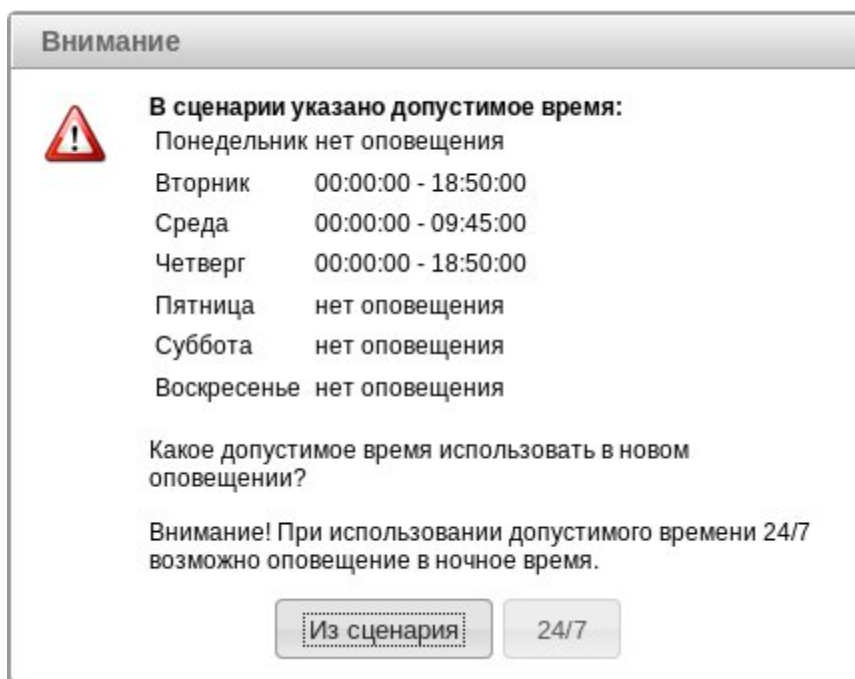 Внимание
В сценарии указано допустимое время:
Понедельник нет оповещения
Вторник 00:00:00 - 18:50:00
Среда 00:00:00 - 09:45:00
Четверг 00:00:00 - 18:50:00
Пятница нет оповещения
Суббота нет оповещения
Воскресенье нет оповещения
Какое допустимое время использовать в новом
оповещении?
Внимание! При использовании допустимого времени 24/7
возможно оповещение в ночное время.
Из сценария 24/7